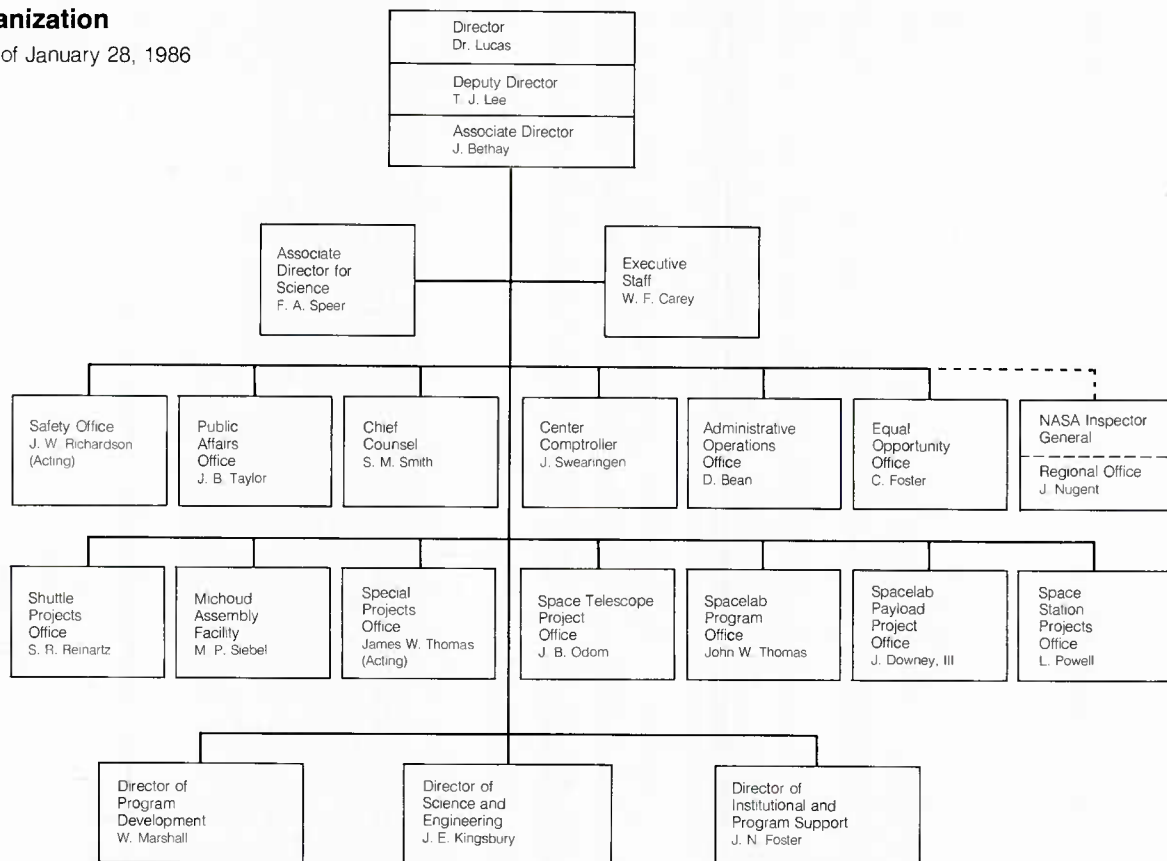 anization
of January 28, 1986
Director
Dr. Lucas
Deputy Director
T. J. Lee
Associate Director
J. Bethay
Associate
Director for
Science
F. A. Speer
Executive
Staff
W. F. Carey
Safety Office
J. W. Richardson
(Acting)
Public
Affairs
Office
J. B. Taylor
Chief
Counsel
S. M. Smith
Center
Comptroller
J. Swearingen
Administrative
Operations
Office
D. Bean
Equal
Opportunity
Office
C. Foster
NASA Inspector
General
Regional Office
J. Nugent
Shuttle
Projects
Office
S. R. Reinartz
Michoud
Assembly
Facility
M. P. Siebel
Special
Projects
Office
James W. Thomas
(Acting)
Space Telescope
Project
Office
J. B. Odom
Spacelab
Program
Office
John W. Thomas
Spacelab
Payload
Project
Office
J. Downey, III
Space
Station
Projects
Office
L. Powell
Director of
Program
Development
W. Marshall
Director of
Science and
Engineering
J. E. Kingsbury
Director of
Institutional and
Program Support
J. N. Foster